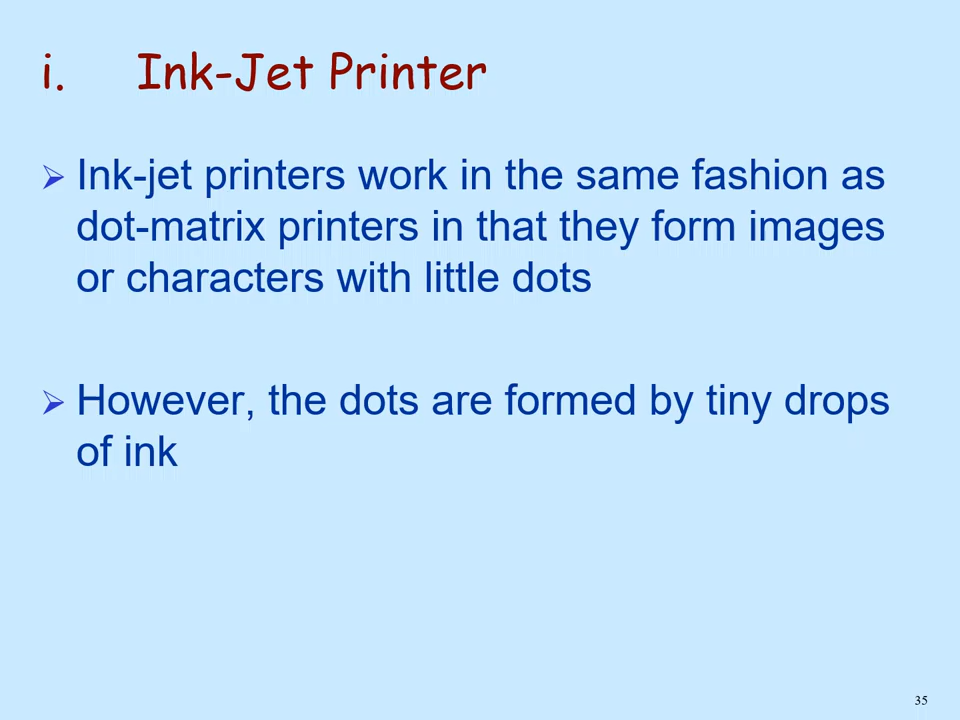 i. Ink-Jet Printer
➢ Ink-jet printers work in the same fashion as
dot-matrix printers in that they form images
or characters with little dots
➢ However, the dots are formed by tiny drops
of ink
35